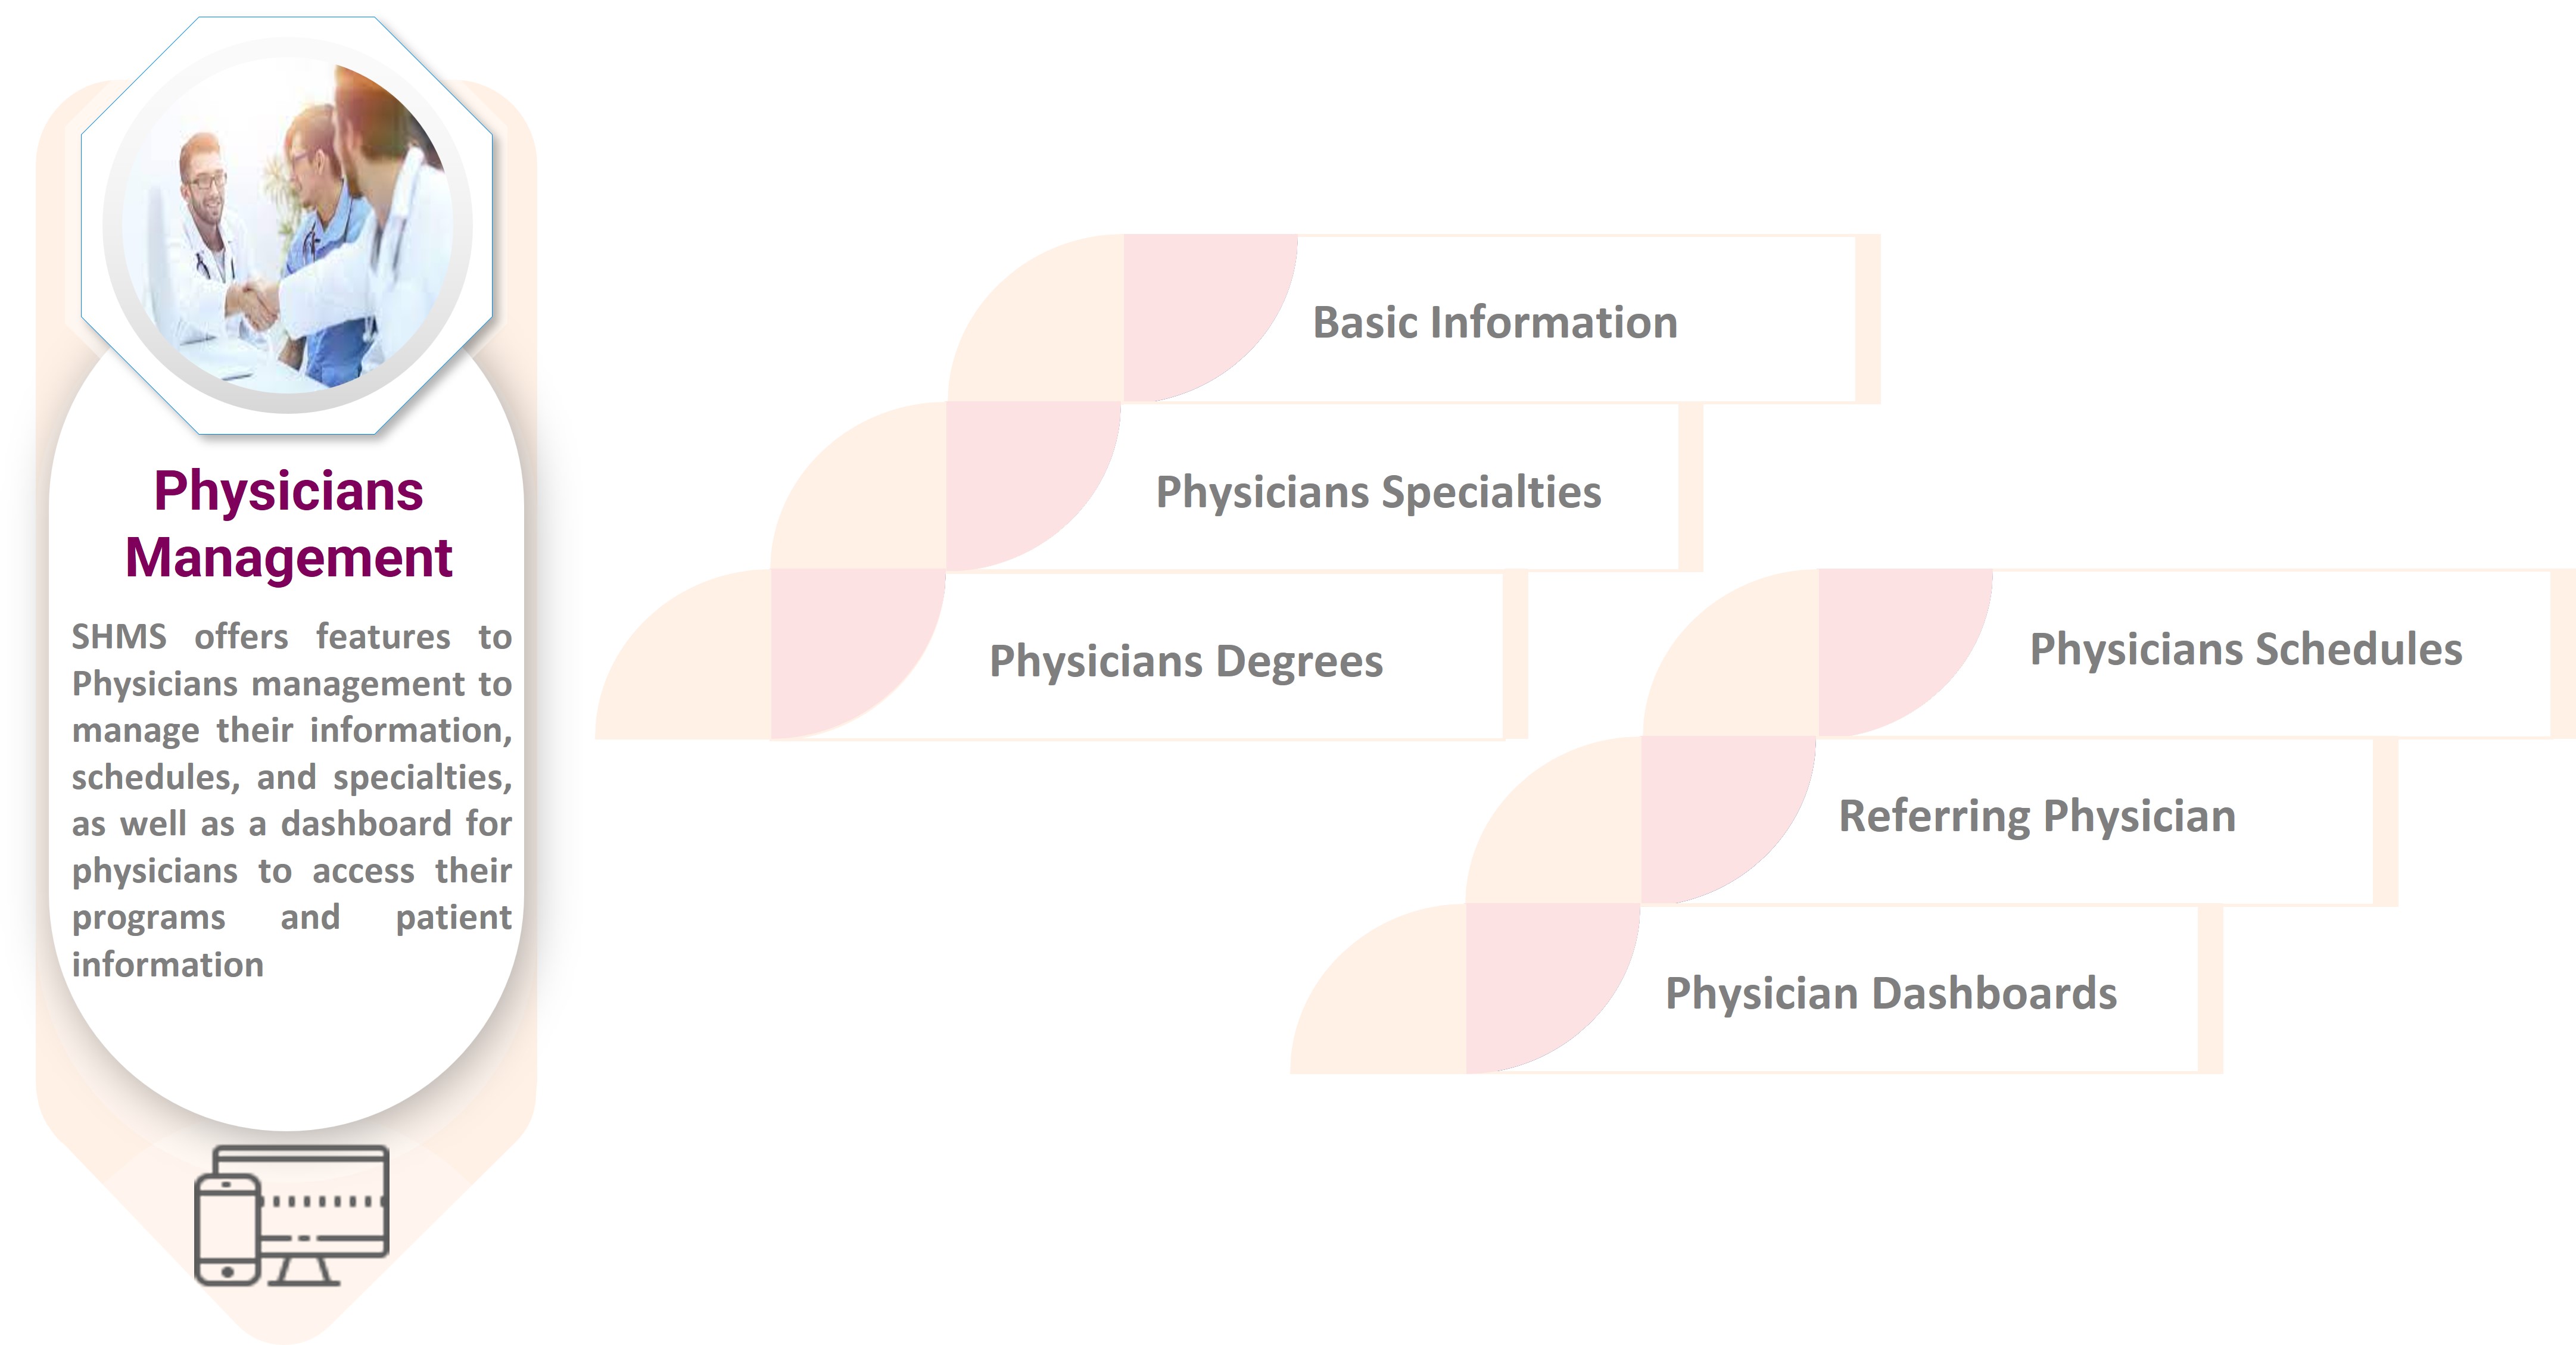 Physicians
Management
SHMS offers features to
Physicians management to
manage their information,
schedules, and specialties,
as well as a dashboard for
physicians to access their
programs and patient
information
Basic Information
Physicians Specialties
Physicians Degrees
Physicians Schedules
Referring Physician
Physician Dashboards